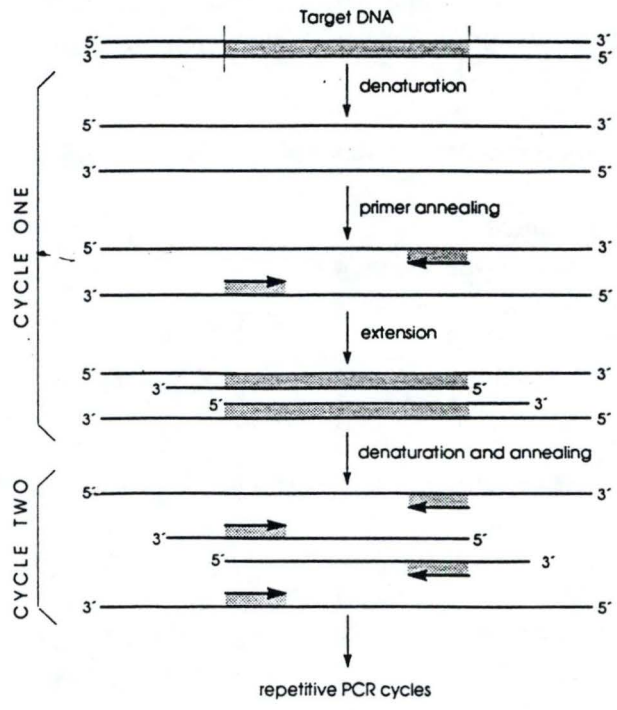 Target DNA
5´ 3´
3´ 5´
denaturation
5´ 3´
3´ 5´
primer annealing
5´ 3´
3´ 5´
extension
5´ 3´
3´ 5´
5´ 3´
3´ 5´
CYCLE ONE
denaturation and annealing
5´ 3´
3´ 5´
5´ 3´
3´ 5´
CYCLE TWO
repetitive PCR cycles